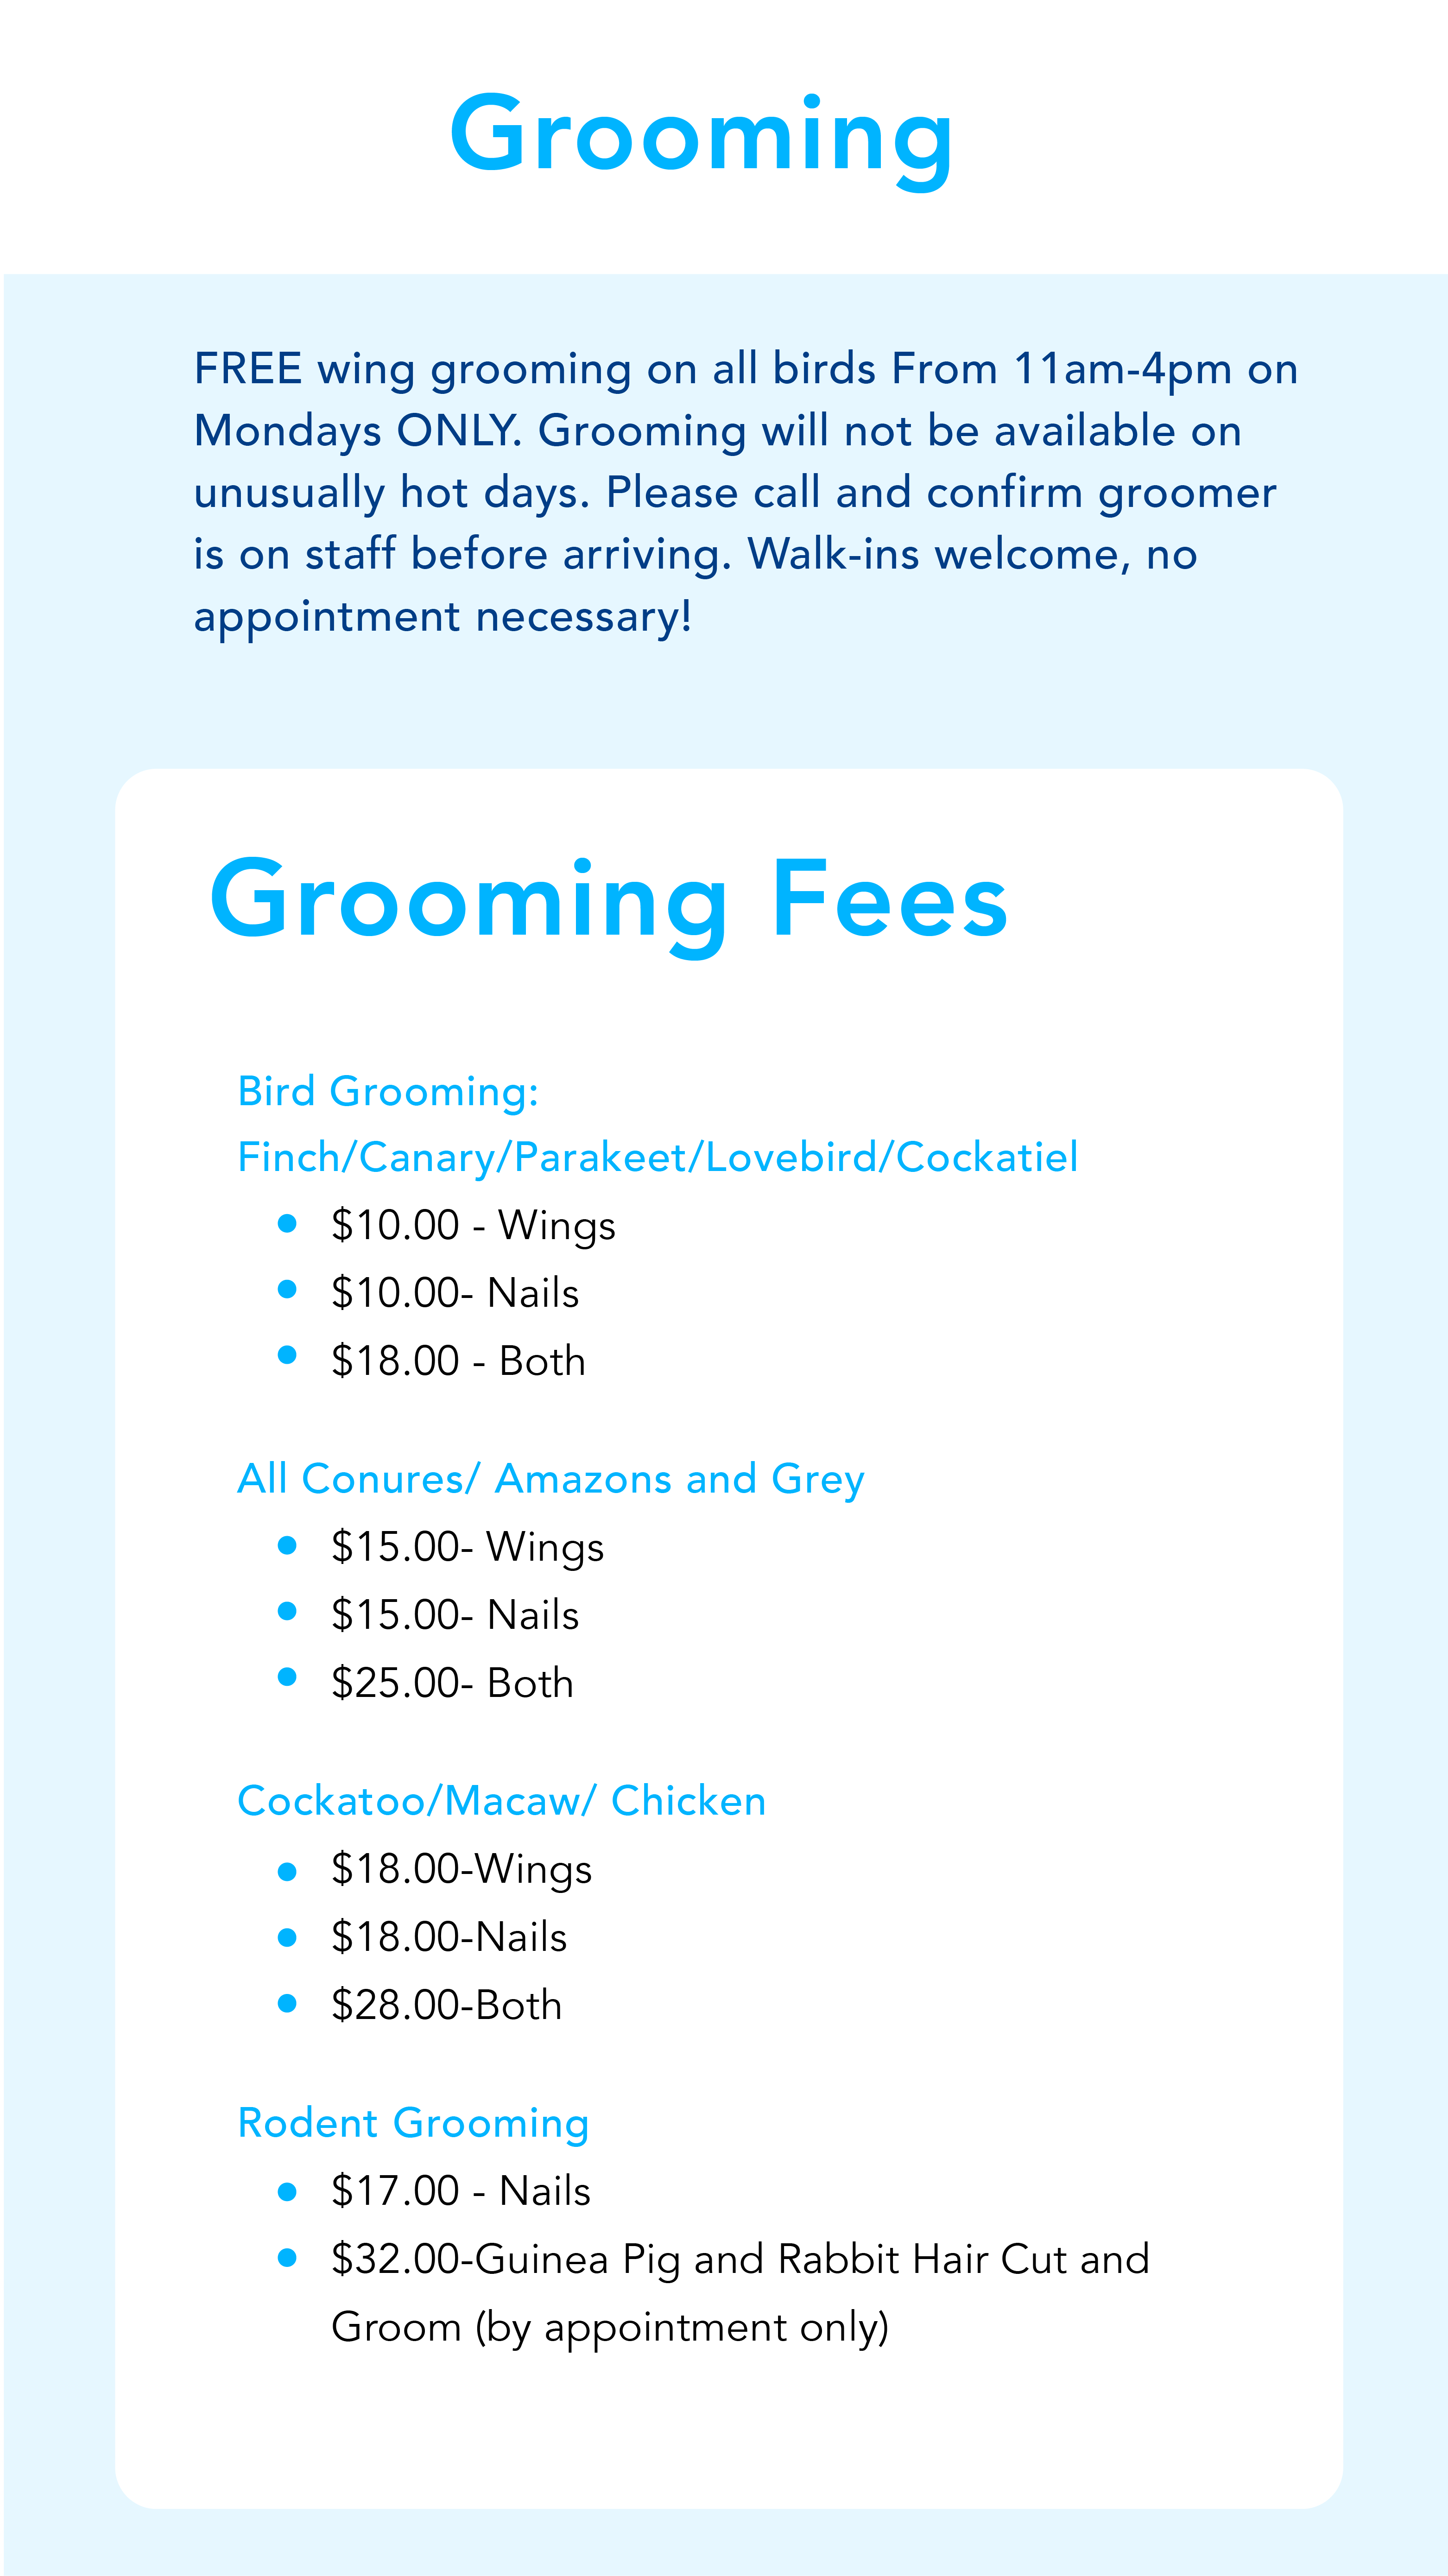 Grooming
FREE wing grooming on all birds From 11am-4pm on
Mondays ONLY. Grooming will not be available on
unusually hot days. Please call and confirm groomer
is on staff before arriving. Walk-ins welcome, no
appointment necessary!
Grooming Fees
Bird Grooming:
Finch/Canary/Parakeet/Lovebird/Cockatiel
$10.00 - Wings
$10.00- Nails
$18.00 - Both
All Conures/ Amazons and Grey
$15.00- Wings
$15.00- Nails
$25.00- Both
Cockatoo/Macaw/ Chicken
$18.00-Wings
$18.00-Nails
$28.00-Both
Rodent Grooming
$17.00 - Nails
$32.00-Guinea Pig and Rabbit Hair Cut and
Groom (by appointment only)